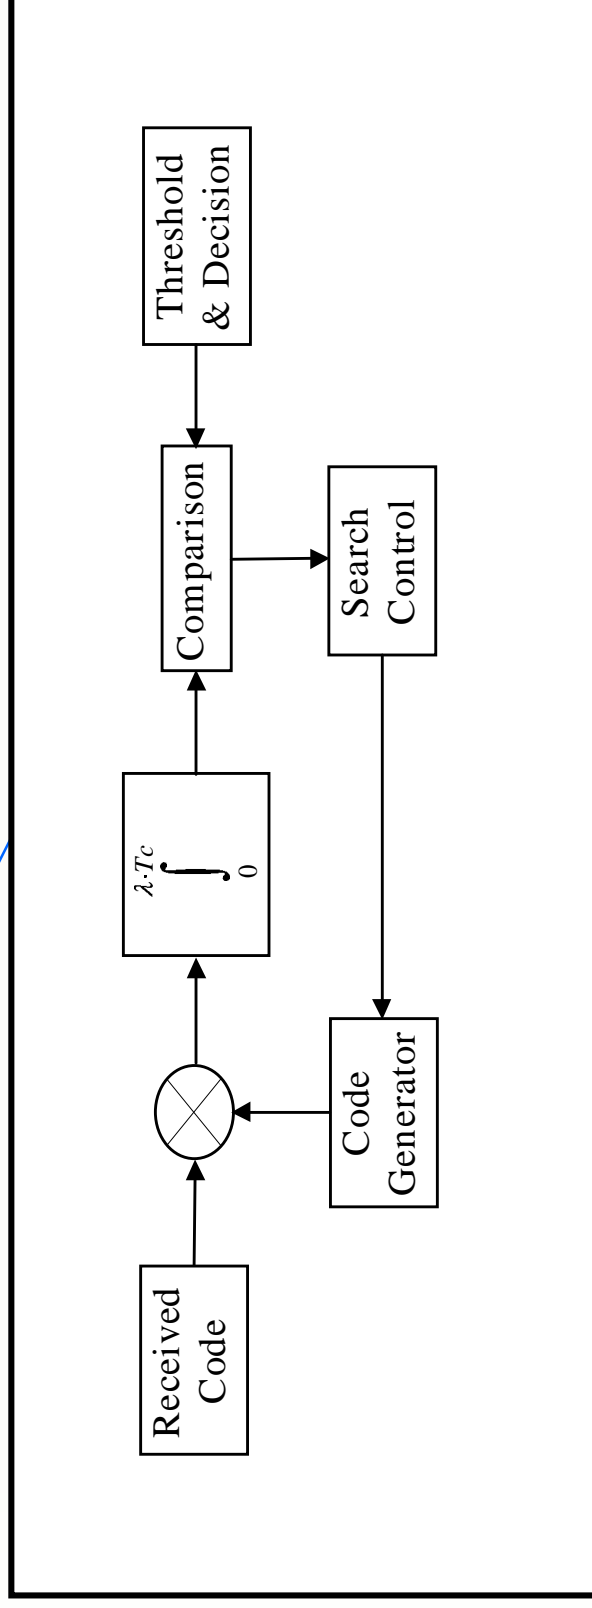 Received
Code
λ·Tc
∫
0
Comparison
Threshold
& Decision
Code
Generator
Search
Control